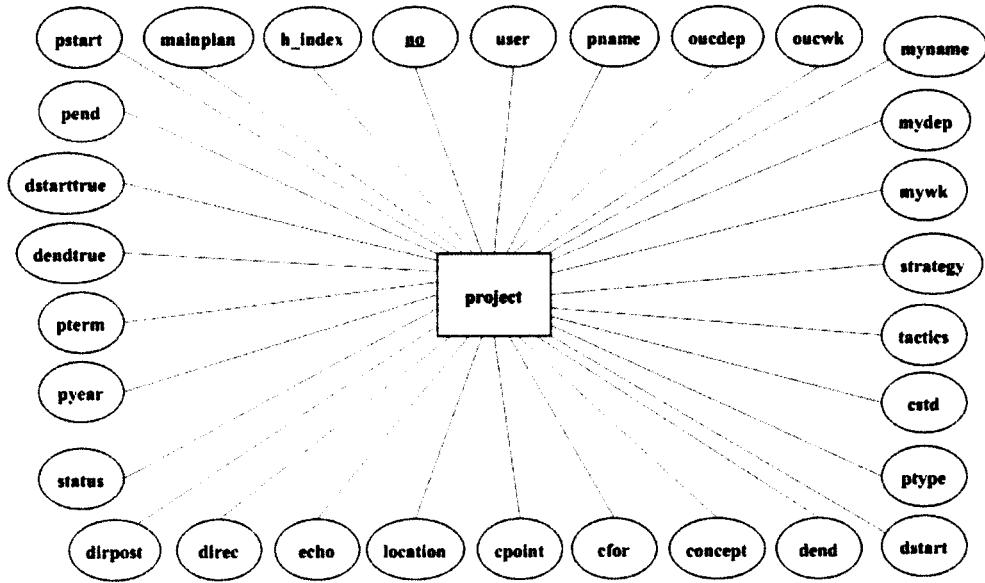 pstart mainplan h_index no user pname oucdep oucwk myname
pend mydep
dstarttrue mywk
dendtrue strategy
project
pterm tactics
pyear cstd
status ptype
dirpost direc echo location cpoint cfor concept dend dstart